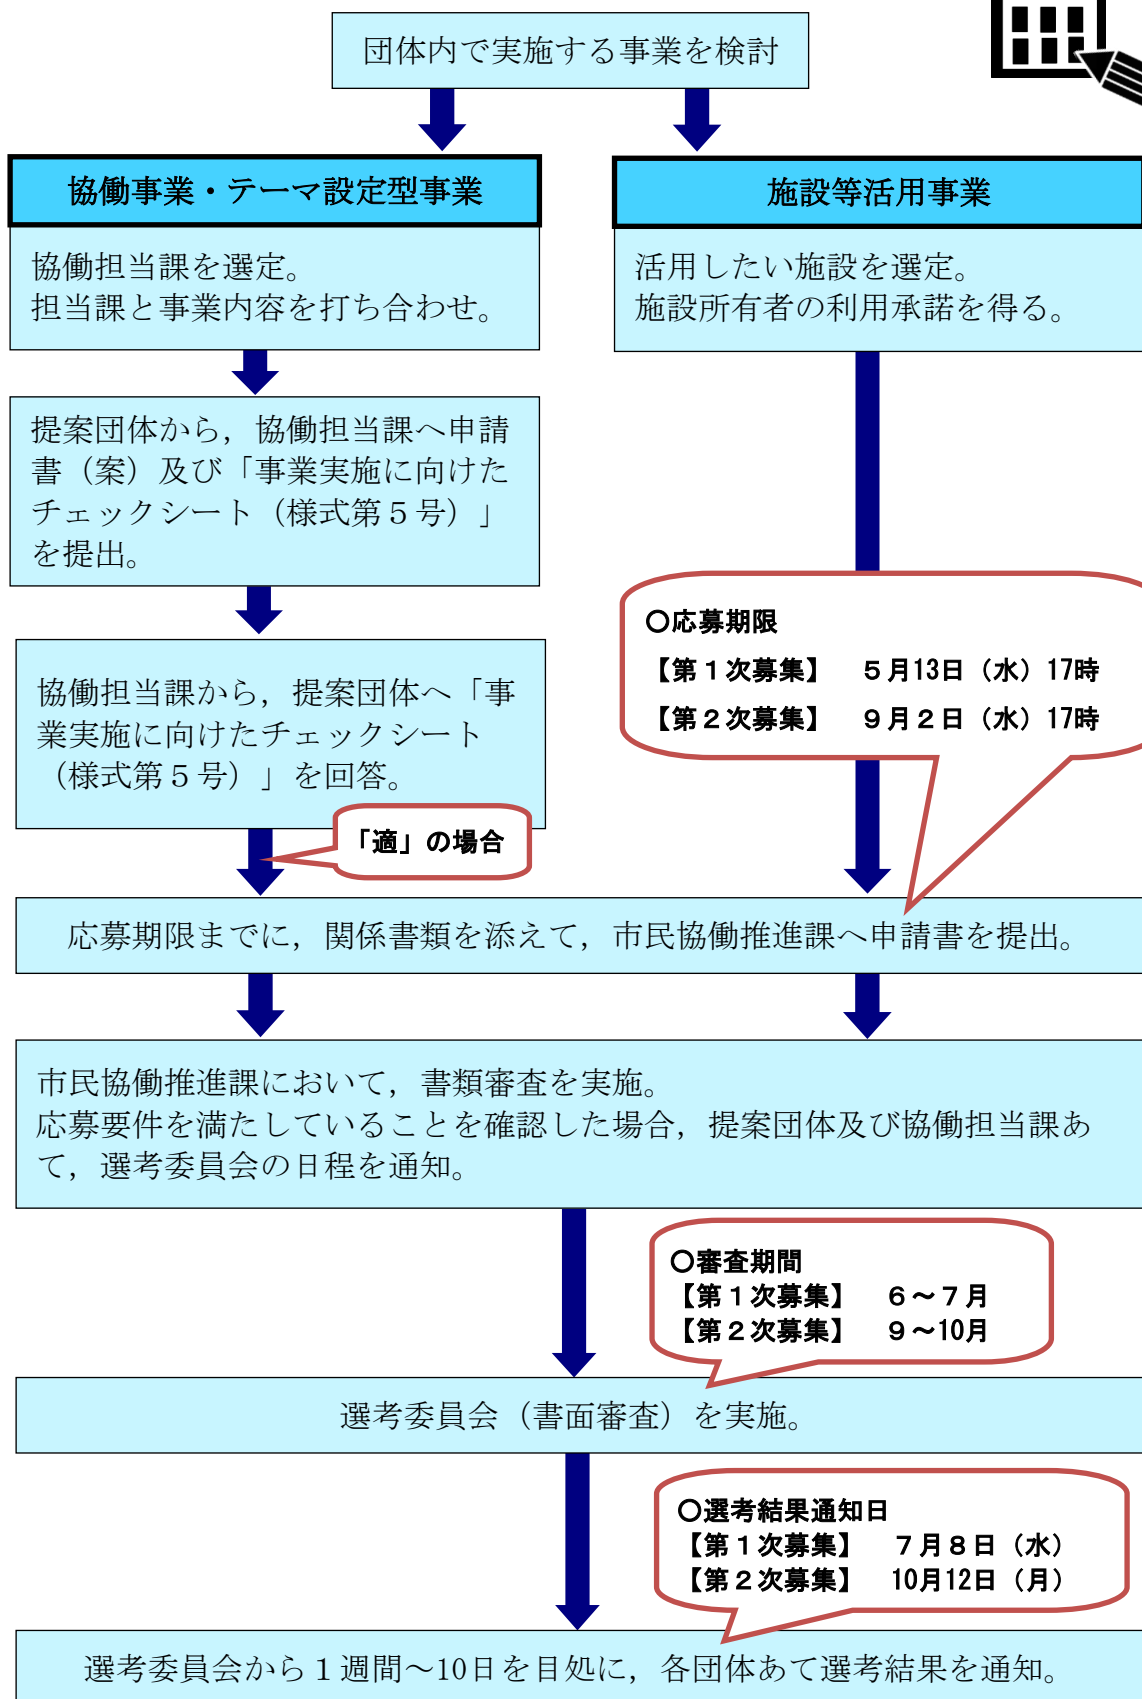 団体内で実施する事業を検討
協働事業・テーマ設定型事業
協働担当課を選定。
担当課と事業内容を打ち合わせ。
提案団体から，協働担当課へ申請
書（案）及び「事業実施に向けた
チェックシート（様式第５号）」
を提出。
協働担当課から，提案団体へ「事
業実施に向けたチェックシート
（様式第５号）」を回答。
「適」の場合
施設等活用事業
活用したい施設を選定。
施設所有者の利用承諾を得る。
〇応募期限
【第１次募集】　５月13日（水）17時
【第２次募集】　９月２日（水）17時
応募期限までに，関係書類を添えて，市民協働推進課へ申請書を提出。
市民協働推進課において，書類審査を実施。
応募要件を満たしていることを確認した場合，提案団体及び協働担当課あ
て，選考委員会の日程を通知。
〇審査期間
【第１次募集】　６～７月
【第２次募集】　９～10月
選考委員会（書面審査）を実施。
〇選考結果通知日
【第１次募集】　７月８日（水）
【第２次募集】　10月12日（月）
選考委員会から１週間～10日を目処に，各団体あて選考結果を通知。